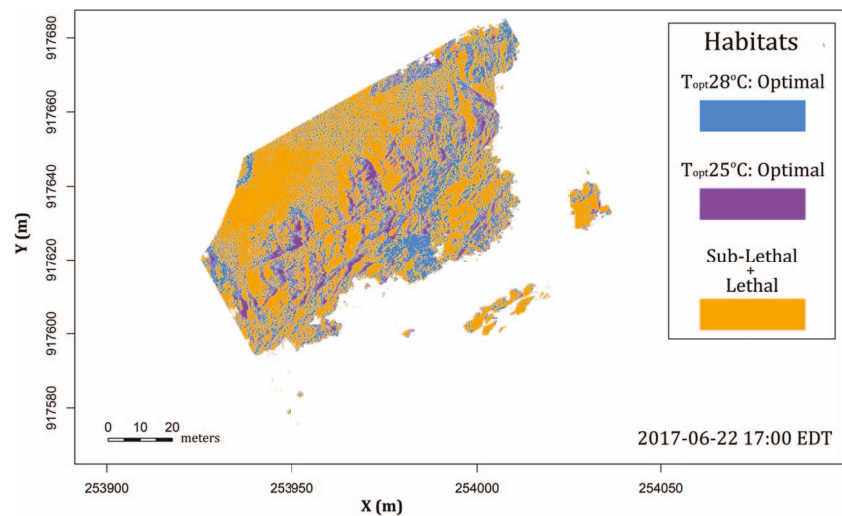 917680
917660
917640
917620
917600
917580
Y (m)
Habitats
Topt28°C: Optimal
Topt25°C: Optimal
Sub-Lethal
+
Lethal
0 10 20
meters
2017-06-22 17:00 EDT
253900 253950 254000 254050
X (m)